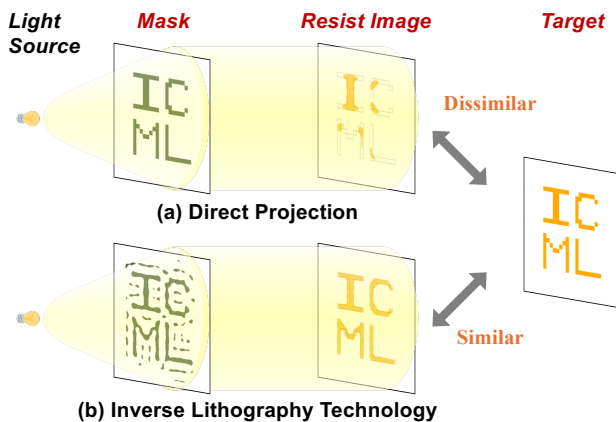 Light Source
Mask
Resist Image
Target
IC
ML
IC
ML
Dissimilar
(a) Direct Projection
IC
ML
IC
ML
IC
ML
Similar
(b) Inverse Lithography Technology